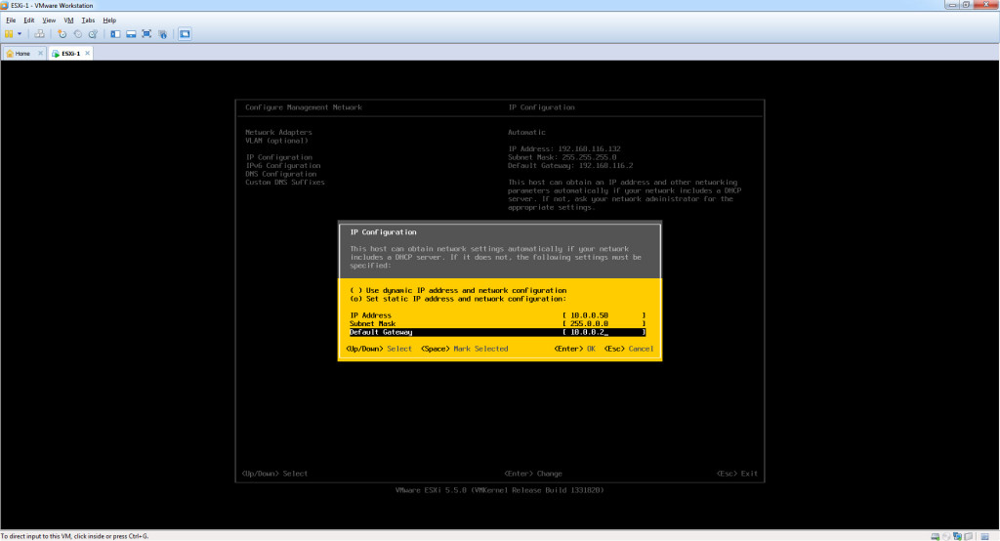 ESXi-1 - VMware Workstation
File Edit View VM Tabs Help
Home ESXi-1
Configure Management Network IP Configuration
Network Adapters Automatic
VLAN (optional)
IP Address: 192.168.116.132
IP Configuration Subnet Mask: 255.255.255.0
IPv6 Configuration Default Gateway: 192.168.116.2
DNS Configuration
Custom DNS Suffixes This host can obtain an IP address and other networking
parameters automatically if your network includes a DHCP
server. If not, ask your network administrator for the
appropriate settings.
IP Configuration
This host can obtain network settings automatically if your network
includes a DHCP server. If it does not, the following settings must be
specified:
( ) Use dynamic IP address and network configuration
(o) Set static IP address and network configuration:
IP Address [ 10.0.0.50 ]
Subnet Mask [ 255.0.0.0 ]
Default Gateway [ 10.0.0.2_ ]
<Up/Down> Select <Space> Mark Selected <Enter> OK <Esc> Cancel
<Up/Down> Select <Enter> Change <Esc> Exit
VMware ESXi 5.5.0 (VMKernel Release Build 1331820)
To direct input to this VM, click inside or press Ctrl+G.